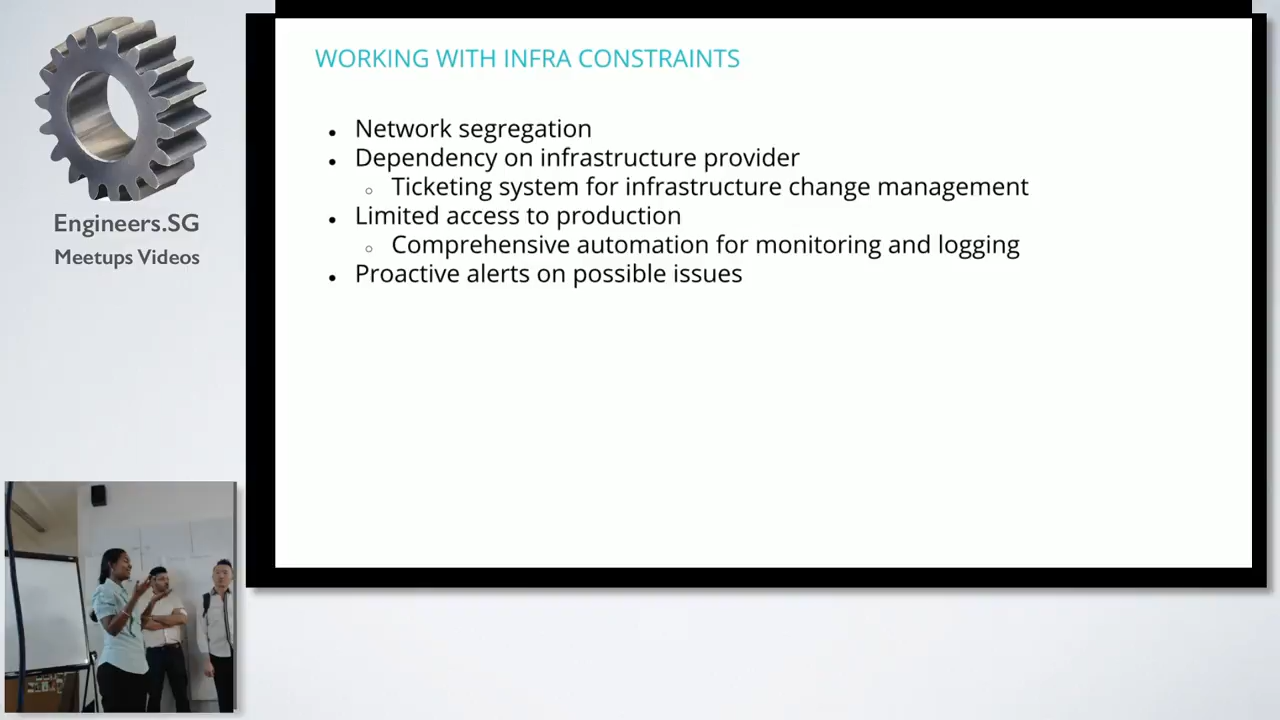 WORKING WITH INFRA CONSTRAINTS
Network segregation
Dependency on infrastructure provider
Ticketing system for infrastructure change management
Limited access to production
Comprehensive automation for monitoring and logging
Proactive alerts on possible issues
Engineers.SG
Meetups Videos